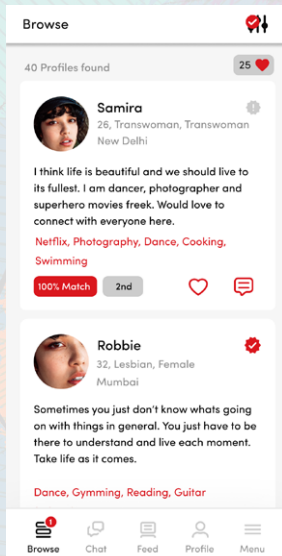 Browse
40 Profiles found
25
Samira
26, Transwoman, Transwoman
New Delhi
I think life is beautiful and we should live to
its fullest. I am dancer, photographer and
superhero movies freek. Would love to
connect with everyone here.
Netflix, Photography, Dance, Cooking,
Swimming
100% Match
2nd
Robbie
32, Lesbian, Female
Mumbai
Sometimes you just don't know whats going
on with things in general. You just have to be
there to understand and live each moment.
Take life as it comes.
Dance, Gymming, Reading, Guitar
1
Browse
Chat
Feed
Profile
Menu